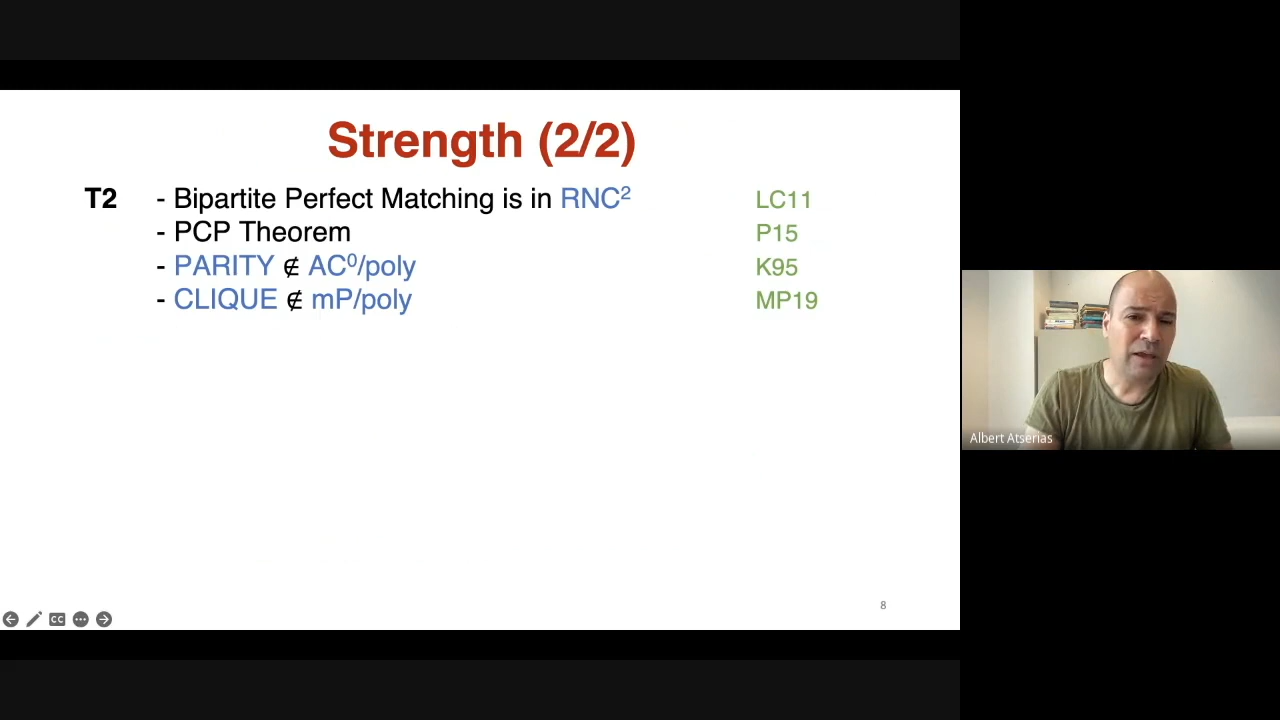 Strength (2/2)
T2 - Bipartite Perfect Matching is in RNC² LC11
- PCP Theorem P15
- PARITY ∉ AC⁰/poly K95
- CLIQUE ∉ mP/poly MP19
Albert Atserias
CC
8